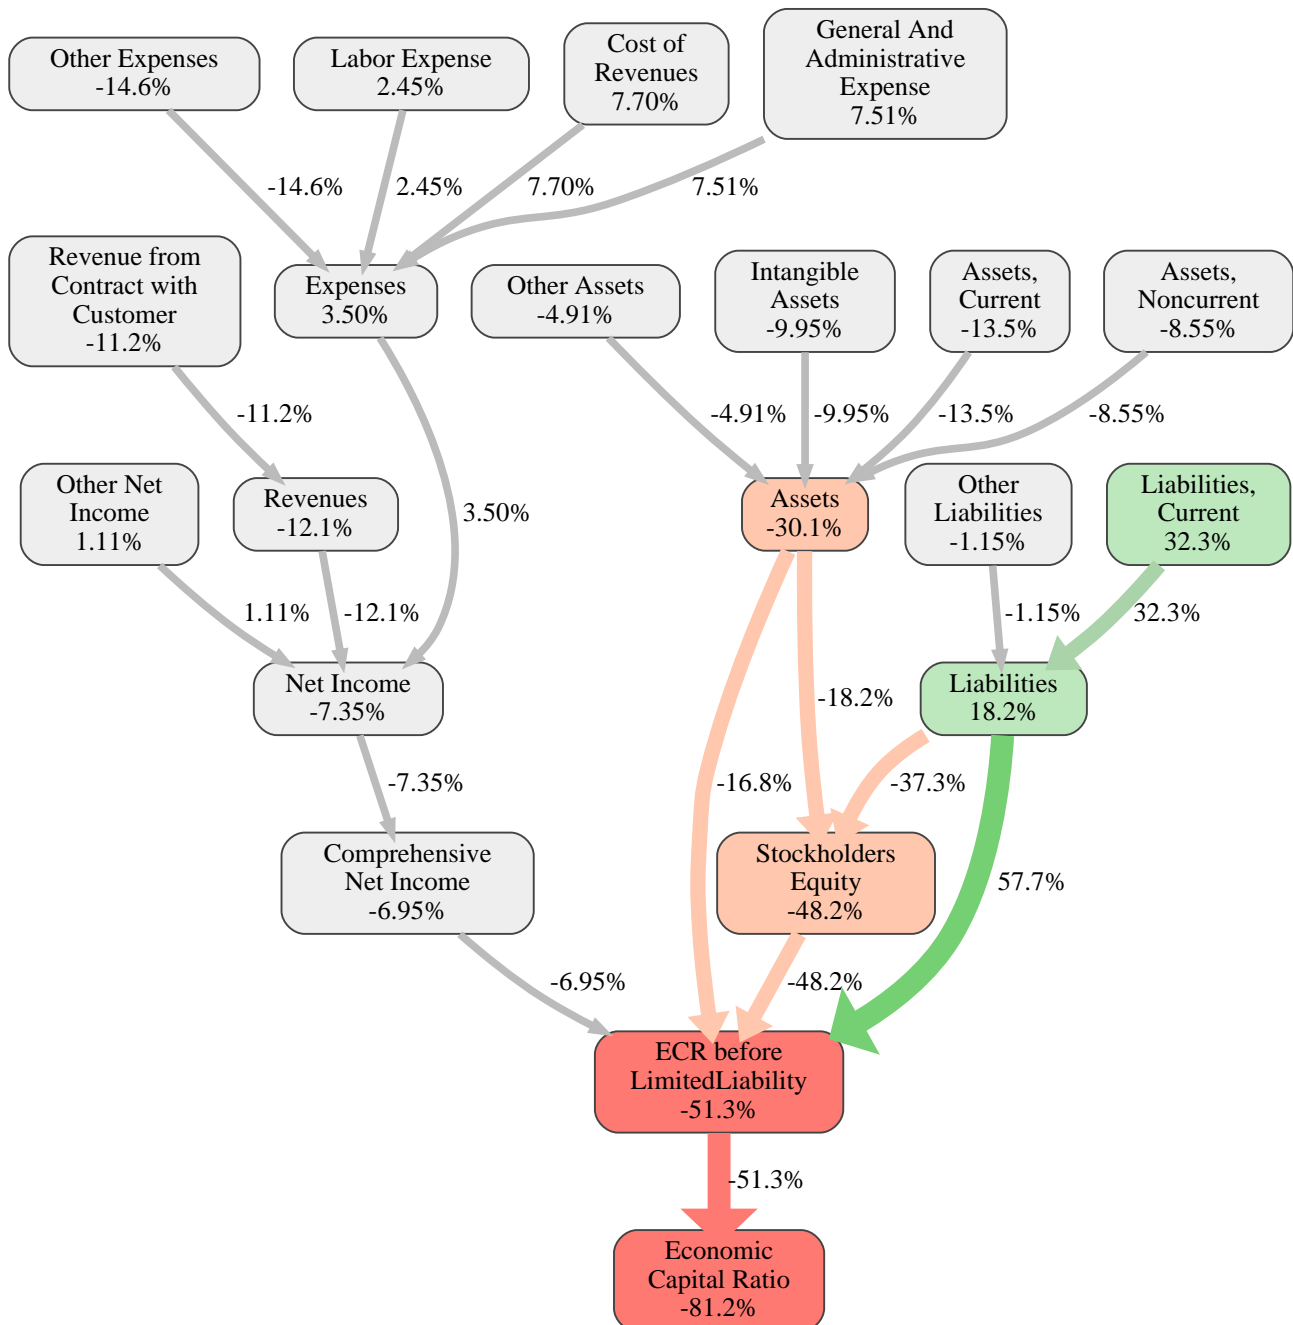 Other Expenses
-14.6%
Labor Expense
2.45%
Cost of
Revenues
7.70%
General And
Administrative
Expense
7.51%
-14.6%
2.45%
7.70%
7.51%
Revenue from
Contract with
Customer
-11.2%
Expenses
3.50%
Other Assets
-4.91%
Intangible
Assets
-9.95%
Assets,
Current
-13.5%
Assets,
Noncurrent
-8.55%
-11.2%
-4.91%
-9.95%
-13.5%
-8.55%
Other Net
Income
1.11%
Revenues
-12.1%
3.50%
Assets
-30.1%
Other
Liabilities
-1.15%
Liabilities,
Current
32.3%
1.11%
-12.1%
-1.15%
32.3%
Net Income
-7.35%
-18.2%
Liabilities
18.2%
-7.35%
-16.8%
-37.3%
Comprehensive
Net Income
-6.95%
Stockholders
Equity
-48.2%
57.7%
-6.95%
-48.2%
ECR before
LimitedLiability
-51.3%
-51.3%
Economic
Capital Ratio
-81.2%